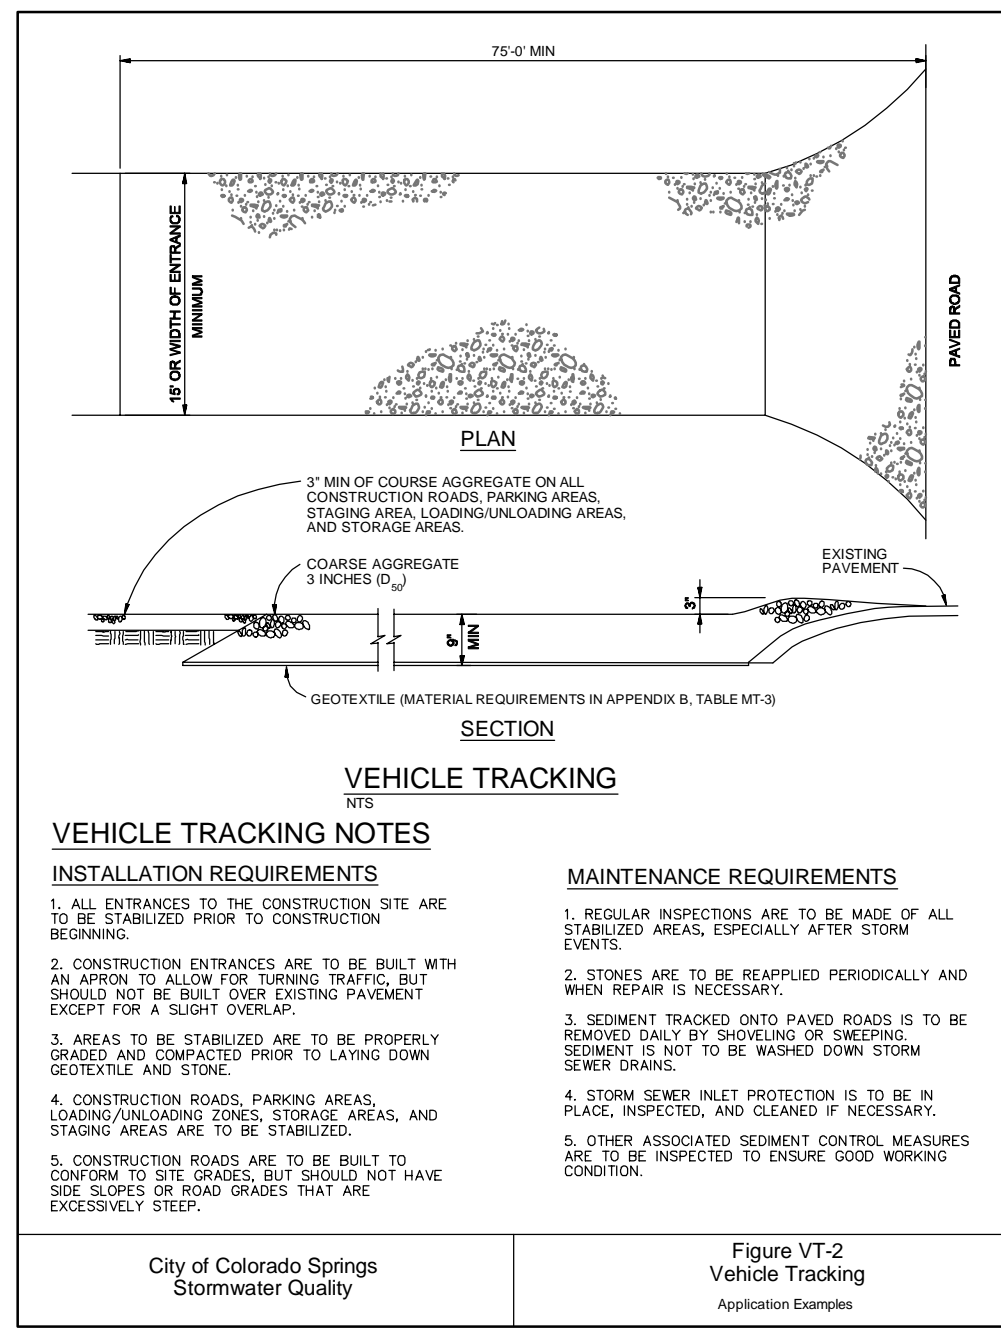 75'-0' MIN
15' OR WIDTH OF ENTRANCE
MINIMUM
PAVED ROAD
PLAN
3" MIN OF COURSE AGGREGATE ON ALL
CONSTRUCTION ROADS, PARKING AREAS,
STAGING AREA, LOADING/UNLOADING AREAS,
AND STORAGE AREAS.
COARSE AGGREGATE
3 INCHES (D50)
EXISTING
PAVEMENT
3"
9"
MIN
GEOTEXTILE (MATERIAL REQUIREMENTS IN APPENDIX B, TABLE MT-3)
SECTION
VEHICLE TRACKING
NTS
VEHICLE TRACKING NOTES
INSTALLATION REQUIREMENTS
1. ALL ENTRANCES TO THE CONSTRUCTION SITE ARE
TO BE STABILIZED PRIOR TO CONSTRUCTION
BEGINNING.
2. CONSTRUCTION ENTRANCES ARE TO BE BUILT WITH
AN APRON TO ALLOW FOR TURNING TRAFFIC, BUT
SHOULD NOT BE BUILT OVER EXISTING PAVEMENT
EXCEPT FOR A SLIGHT OVERLAP.
3. AREAS TO BE STABILIZED ARE TO BE PROPERLY
GRADED AND COMPACTED PRIOR TO LAYING DOWN
GEOTEXTILE AND STONE.
4. CONSTRUCTION ROADS, PARKING AREAS,
LOADING/UNLOADING ZONES, STORAGE AREAS, AND
STAGING AREAS ARE TO BE STABILIZED.
5. CONSTRUCTION ROADS ARE TO BE BUILT TO
CONFORM TO SITE GRADES, BUT SHOULD NOT HAVE
SIDE SLOPES OR ROAD GRADES THAT ARE
EXCESSIVELY STEEP.
MAINTENANCE REQUIREMENTS
1. REGULAR INSPECTIONS ARE TO BE MADE OF ALL
STABILIZED AREAS, ESPECIALLY AFTER STORM
EVENTS.
2. STONES ARE TO BE REAPPLIED PERIODICALLY AND
WHEN REPAIR IS NECESSARY.
3. SEDIMENT TRACKED ONTO PAVED ROADS IS TO BE
REMOVED DAILY BY SHOVELING OR SWEEPING.
SEDIMENT IS NOT TO BE WASHED DOWN STORM
SEWER DRAINS.
4. STORM SEWER INLET PROTECTION IS TO BE IN
PLACE, INSPECTED, AND CLEANED IF NECESSARY.
5. OTHER ASSOCIATED SEDIMENT CONTROL MEASURES
ARE TO BE INSPECTED TO ENSURE GOOD WORKING
CONDITION.
City of Colorado Springs
Stormwater Quality
Figure VT-2
Vehicle Tracking
Application Examples